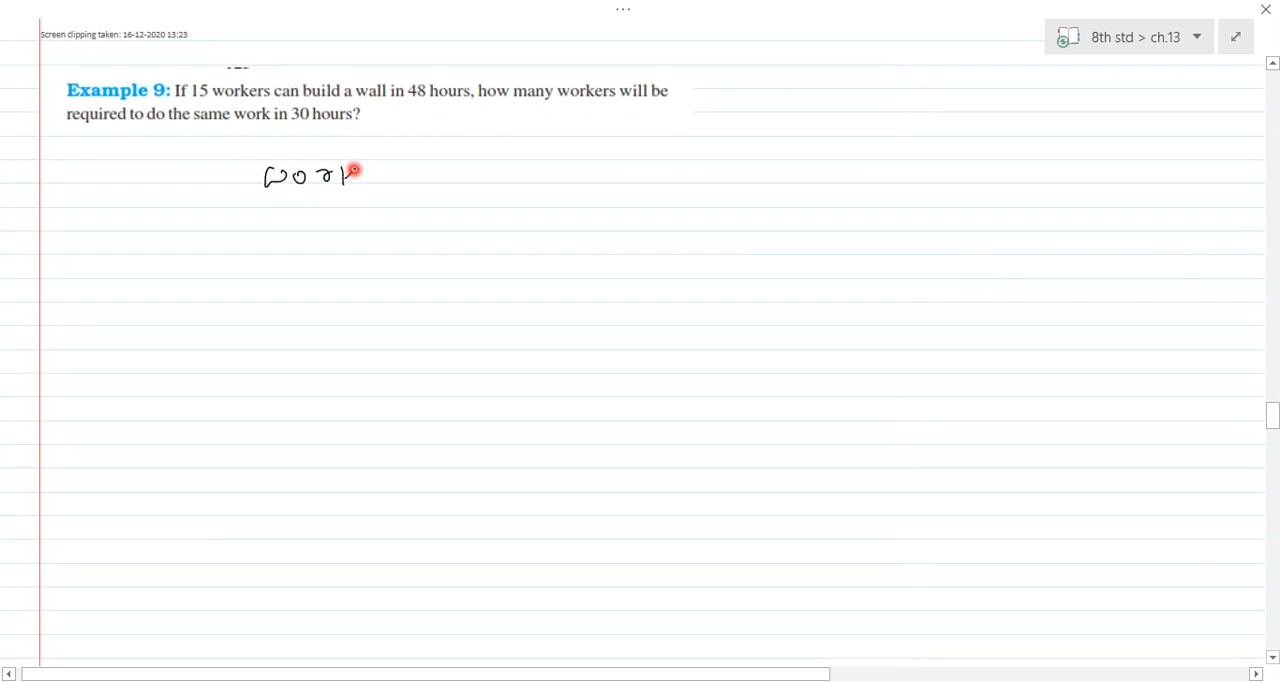 Screen clipping taken: 16-12-2020 13:23
8th std > ch.13
Example 9: If 15 workers can build a wall in 48 hours, how many workers will be
required to do the same work in 30 hours?
work